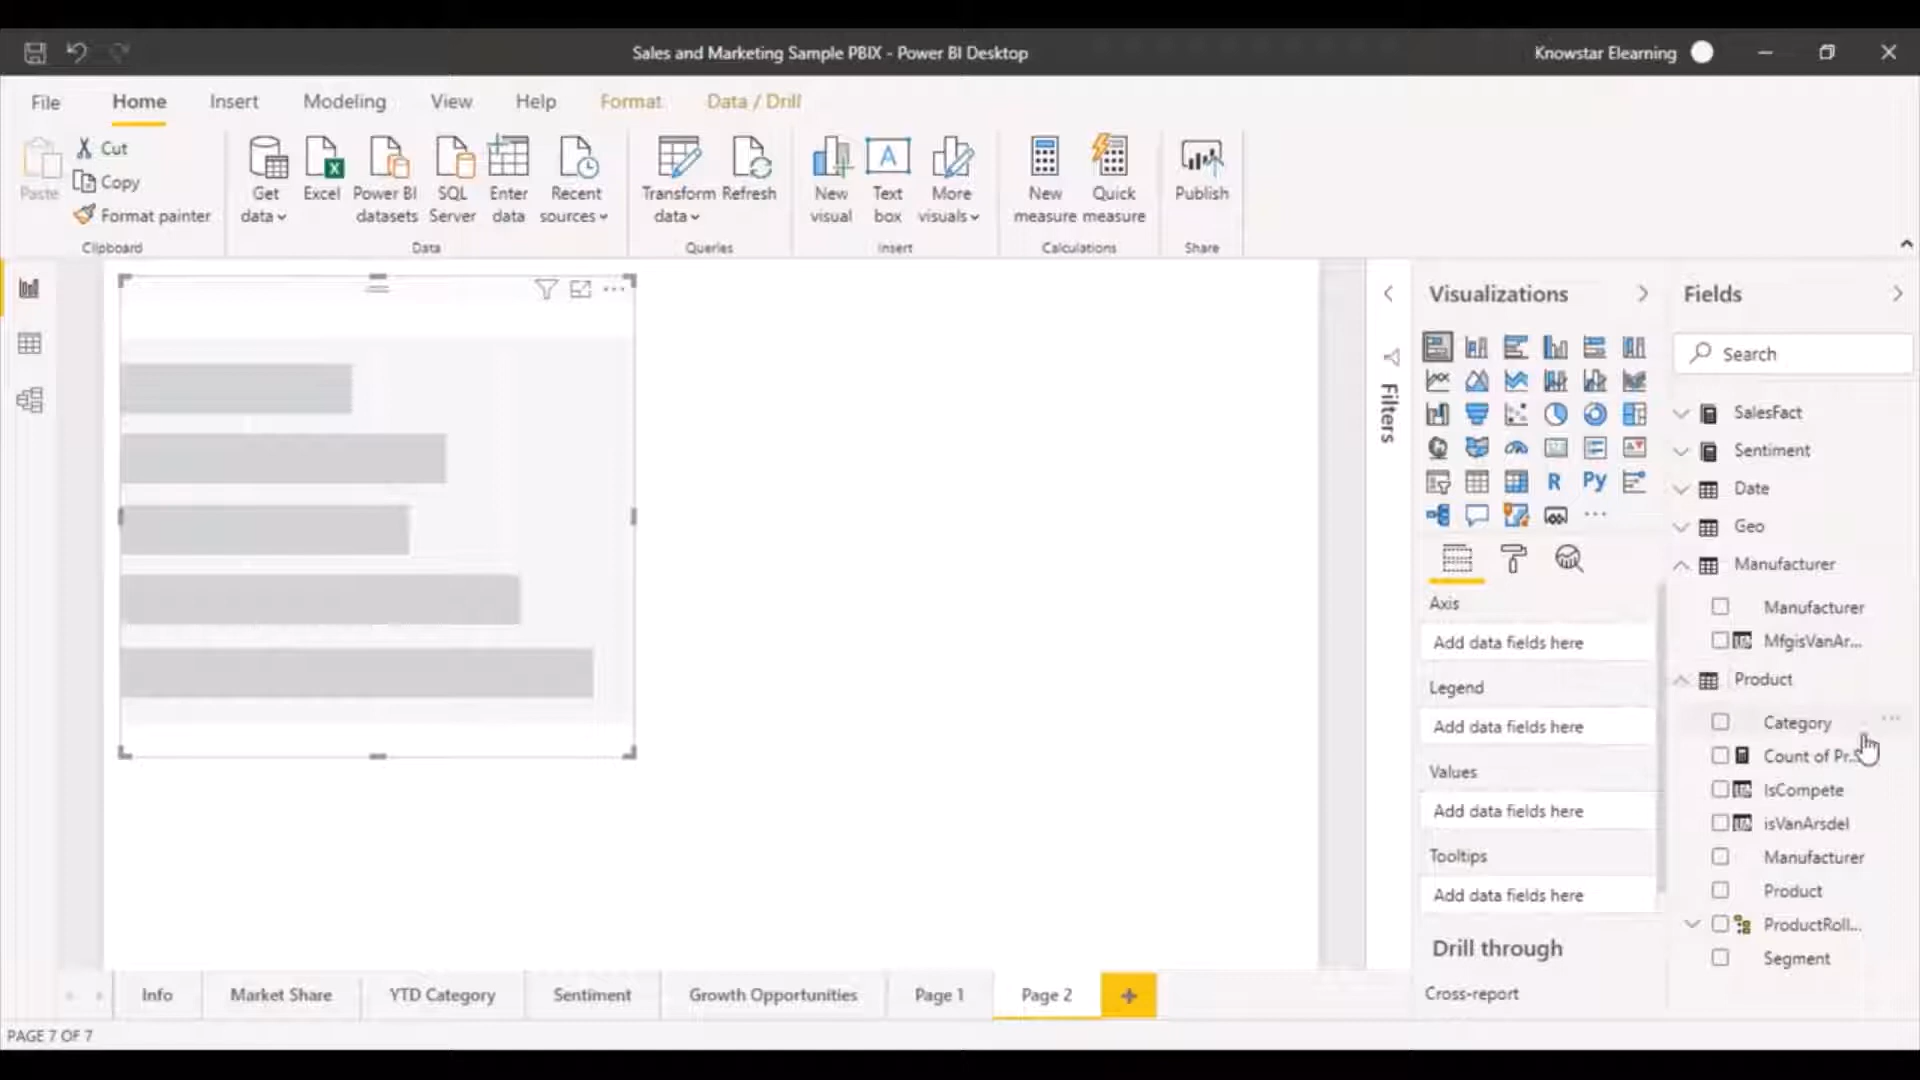 Sales and Marketing Sample PBIX - Power BI Desktop
Knowstar Elearning
File Home Insert Modeling View Help Format Data / Drill
Paste
Cut
Copy
Format painter
Clipboard
Get data
Excel
Power BI datasets
SQL Server
Enter data
Recent sources
Data
Transform data
Refresh
Queries
New visual
Text box
More visuals
Insert
New measure
Quick measure
Calculations
Publish
Share
Filters
Visualizations
R
Py
Axis
Add data fields here
Legend
Add data fields here
Values
Add data fields here
Tooltips
Add data fields here
Drill through
Cross-report
Fields
Search
SalesFact
Sentiment
Date
Geo
Manufacturer
Manufacturer
MfgisVanAr...
Product
Category
Count of Pr...
IsCompete
isVanArsdel
Manufacturer
Product
ProductRoll...
Segment
Info Market Share YTD Category Sentiment Growth Opportunities Page 1 Page 2
PAGE 7 OF 7